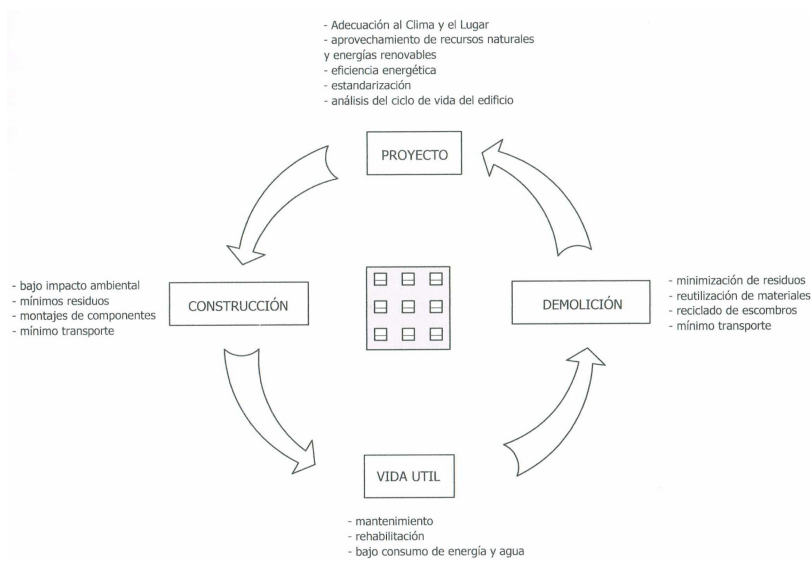 - Adecuación al Clima y el Lugar
- aprovechamiento de recursos naturales
y energías renovables
- eficiencia energética
- estandarización
- análisis del ciclo de vida del edificio
PROYECTO
- bajo impacto ambiental
- mínimos residuos
- montajes de componentes
- mínimo transporte
CONSTRUCCIÓN
DEMOLICIÓN
- minimización de residuos
- reutilización de materiales
- reciclado de escombros
- mínimo transporte
VIDA UTIL
- mantenimiento
- rehabilitación
- bajo consumo de energía y agua